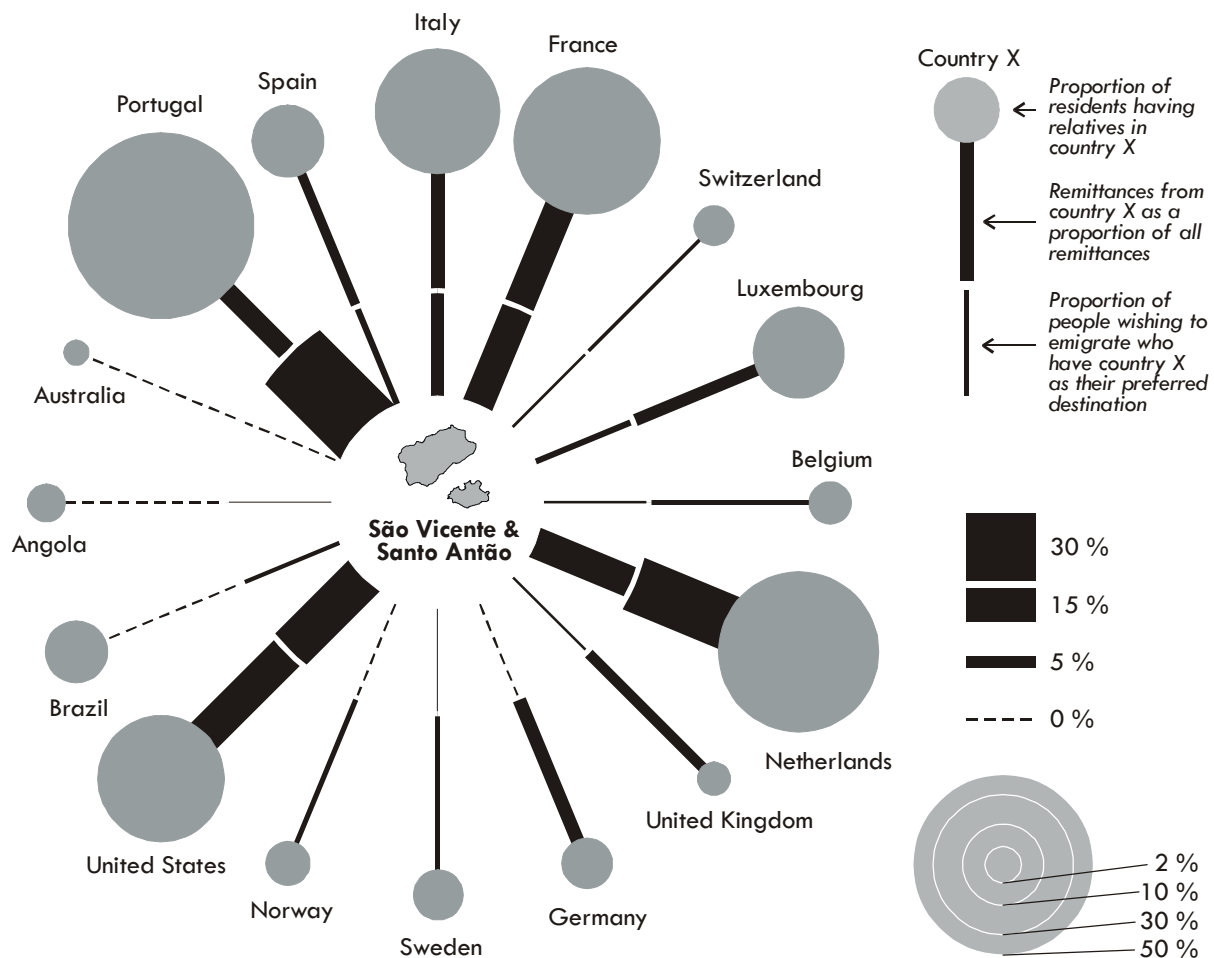 Italy
France
Spain
Portugal
Switzerland
Luxembourg
Australia
Belgium
Angola
São Vicente &
Santo Antão
Brazil
Netherlands
United Kingdom
United States
Norway
Germany
Sweden
Country X
Proportion of
residents having
relatives in
country X
Remittances from
country X as a
proportion of all
remittances
Proportion of
people wishing to
emigrate who
have country X
as their preferred
destination
30 %
15 %
5 %
0 %
2 %
10 %
30 %
50 %